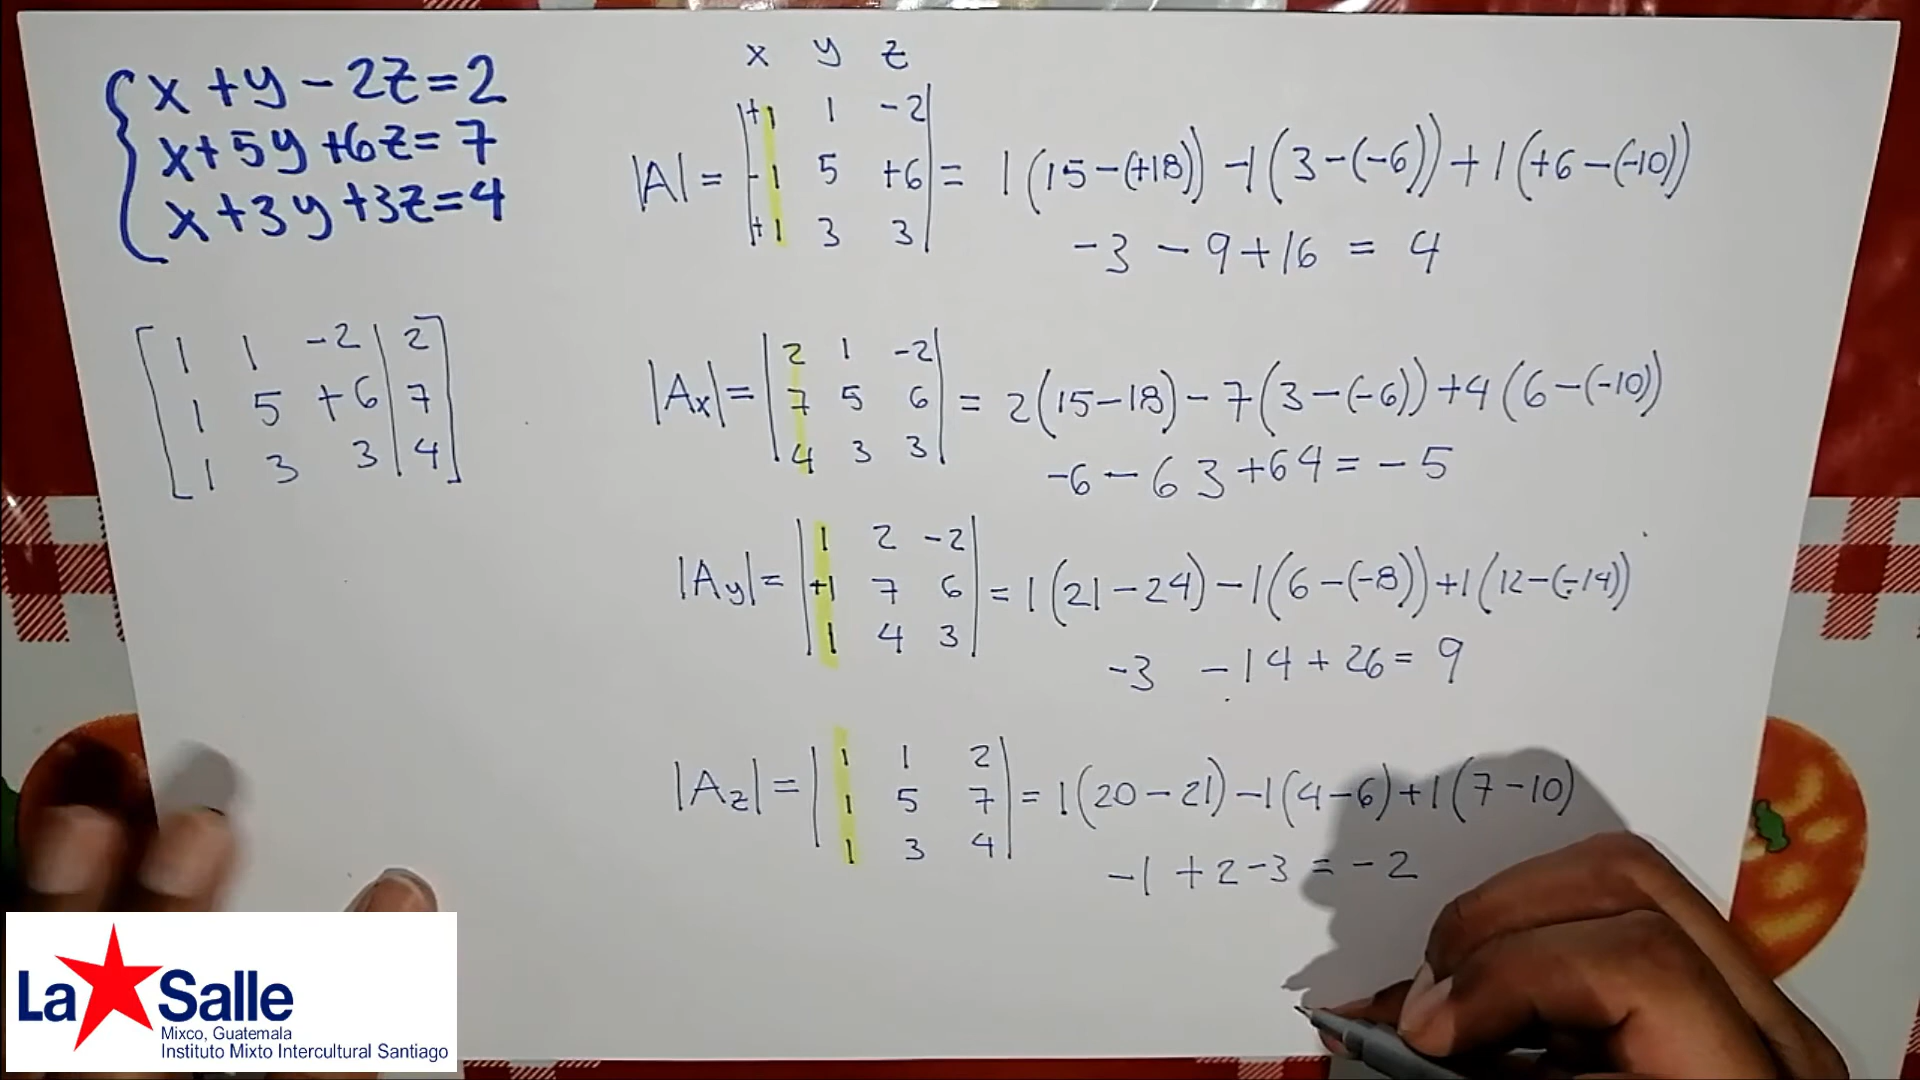 x + y - 2z = 2
x + 5y + 6z = 7
x + 3y + 3z = 4
1 1 -2 | 2
1 5 +6 | 7
1 3 3 | 4
x y z
+1 1 -2
|A| = -1 5 +6 = 1(15-(+18)) -1(3-(-6)) +1(+6-(-10))
+1 3 3
-3 - 9 + 16 = 4
2 1 -2
|Ax| = 7 5 6 = 2(15-18) - 7(3-(-6)) +4(6-(-10))
4 3 3
-6 - 63 + 64 = -5
1 2 -2
|Ay| = +1 7 6 = 1(21-24) -1(6-(-8)) +1(12-(-14))
1 4 3
-3 -14 + 26 = 9
1 1 2
|Az| = 1 5 7 = 1(20-21) -1(4-6) +1(7-10)
1 3 4
-1 + 2 - 3 = -2
La Salle
Mixco, Guatemala
Instituto Mixto Intercultural Santiago